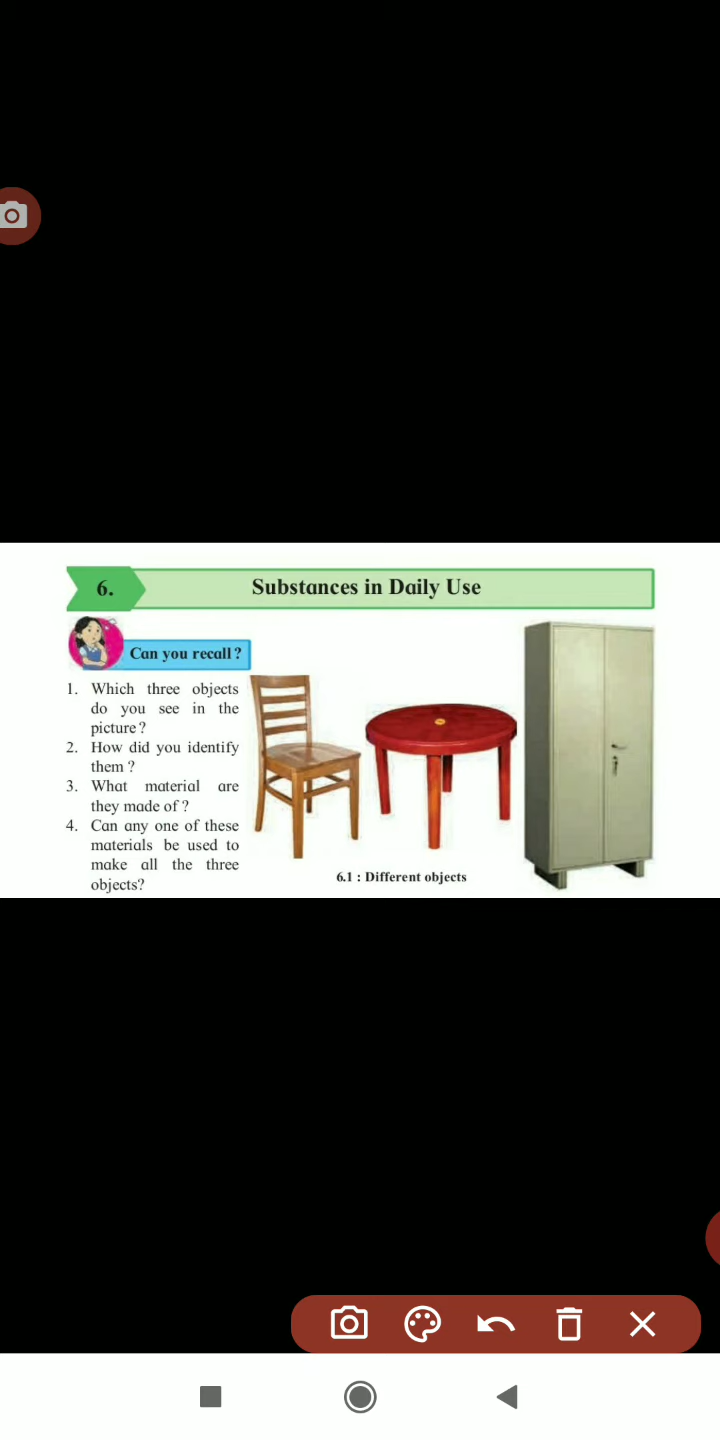 6.
Substances in Daily Use
Can you recall ?
1. Which three objects
do you see in the
picture ?
2. How did you identify
them ?
3. What material are
they made of ?
4. Can any one of these
materials be used to
make all the three
objects?
6.1 : Different objects